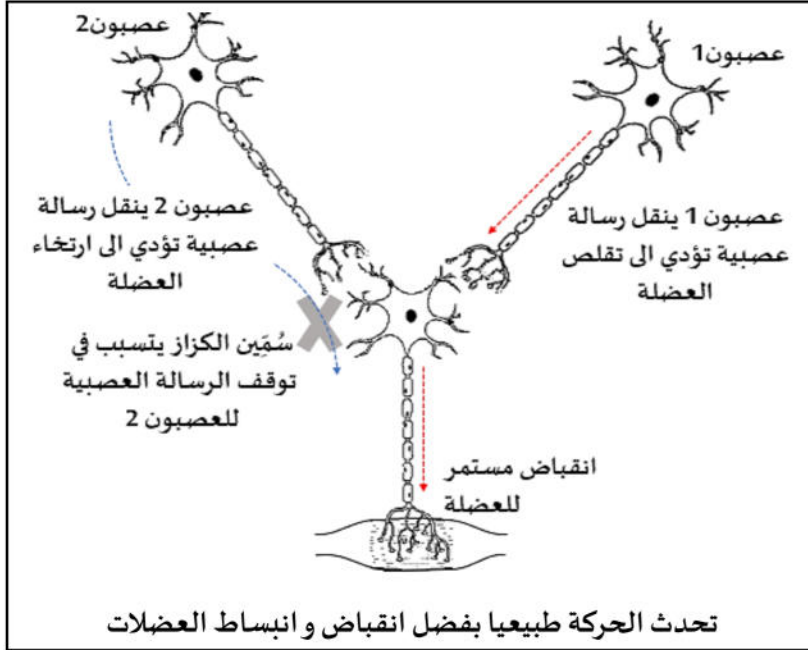 عصبون2
عصبون1
عصبون 2 ينقل رسالة
عصبية تؤدي الى ارتخاء
العضلة
عصبون 1 ينقل رسالة
عصبية تؤدي الى تقلص
العضلة
سُمَِين الكزاز يتسبب في
توقف الرسالة العصبية
للعصبون 2
انقباض مستمر
للعضلة
تحدث الحركة طبيعيا بفضل انقباض و انبساط العضلات